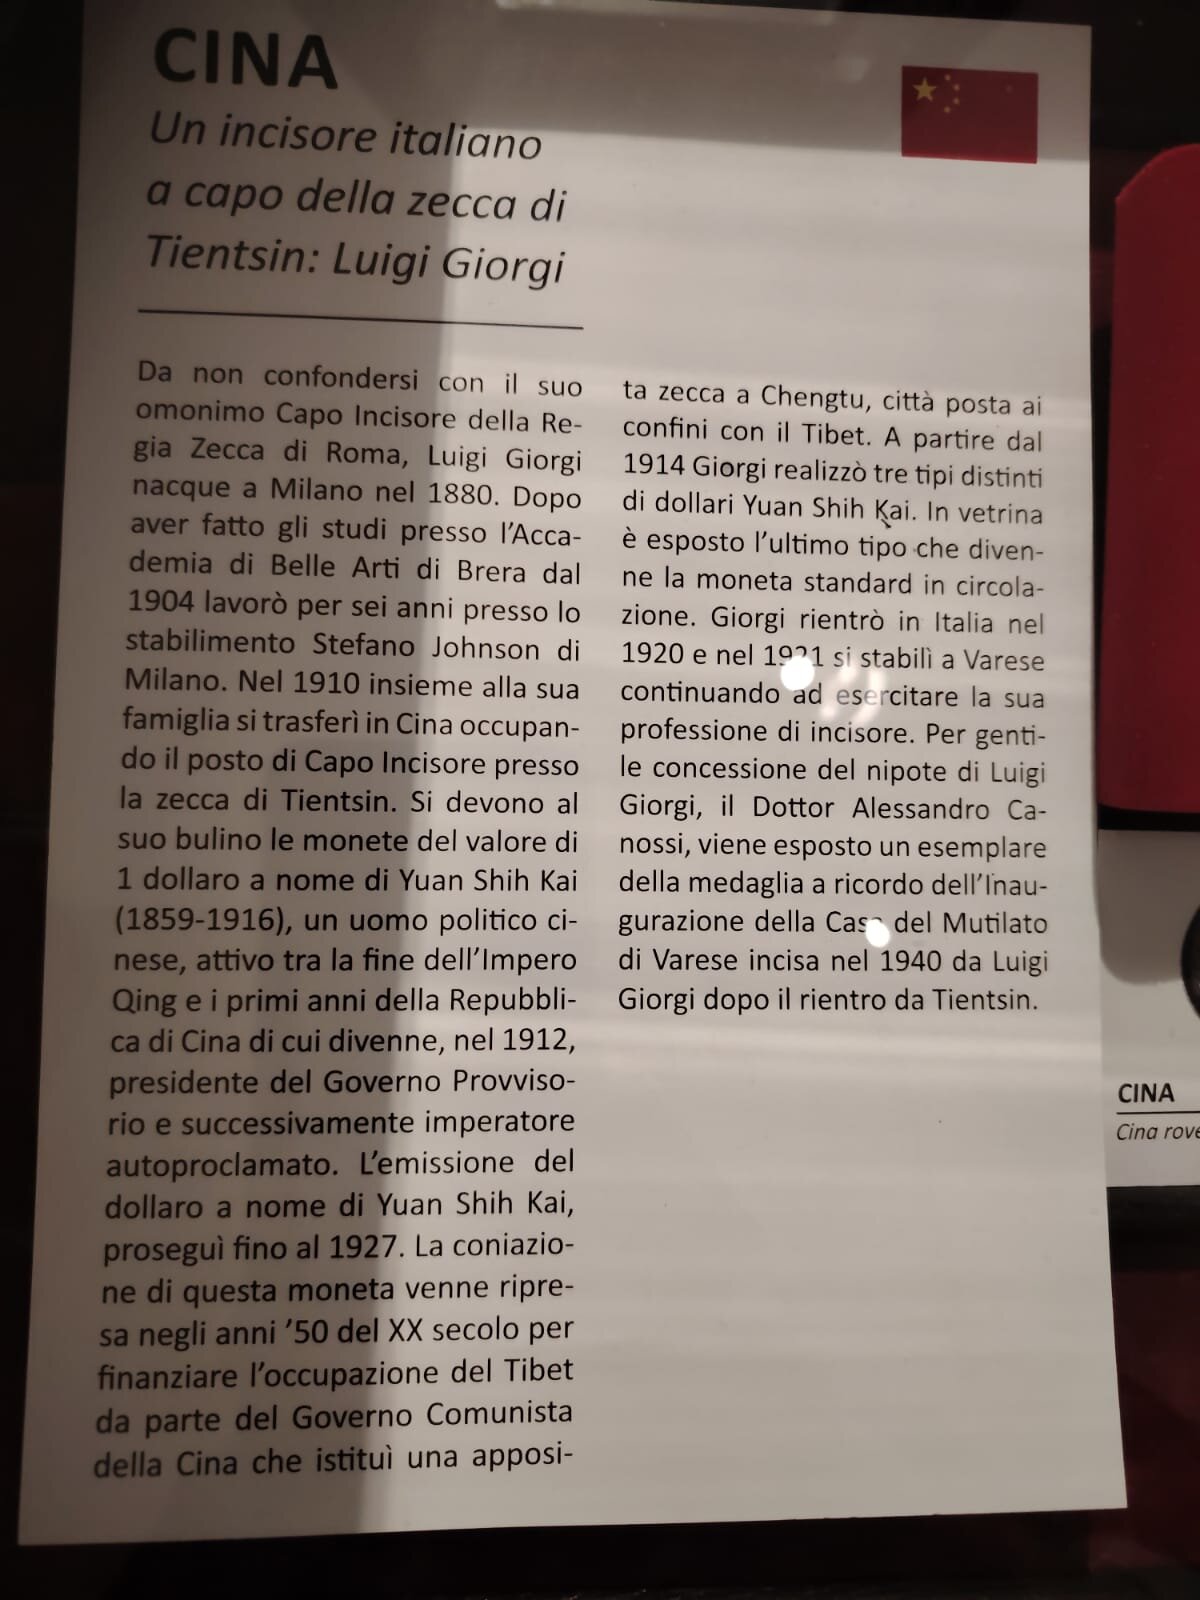 CINA
Un incisore italiano
a capo della zecca di
Tientsin: Luigi Giorgi
Da non confondersi con il suo
omonimo Capo Incisore della Re-
gia Zecca di Roma, Luigi Giorgi
nacque a Milano nel 1880. Dopo
aver fatto gli studi presso l'Acca-
demia di Belle Arti di Brera dal
1904 lavorò per sei anni presso lo
stabilimento Stefano Johnson di
Milano. Nel 1910 insieme alla sua
famiglia si trasferì in Cina occupan-
do il posto di Capo Incisore presso
la zecca di Tientsin. Si devono al
suo bulino le monete del valore di
1 dollaro a nome di Yuan Shih Kai
(1859-1916), un uomo politico ci-
nese, attivo tra la fine dell'Impero
Qing e i primi anni della Repubbli-
ca di Cina di cui divenne, nel 1912,
presidente del Governo Provviso-
rio e successivamente imperatore
autoproclamato. L'emissione del
dollaro a nome di Yuan Shih Kai,
proseguì fino al 1927. La coniazio-
ne di questa moneta venne ripre-
sa negli anni '50 del XX secolo per
finanziare l'occupazione del Tibet
da parte del Governo Comunista
della Cina che istituì una apposi-
ta zecca a Chengtu, città posta ai
confini con il Tibet. A partire dal
1914 Giorgi realizzò tre tipi distinti
di dollari Yuan Shih Kai. In vetrina
è esposto l'ultimo tipo che diven-
ne la moneta standard in circola-
zione. Giorgi rientrò in Italia nel
1920 e nel 1921 si stabilì a Varese
continuando ad esercitare la sua
professione di incisore. Per genti-
le concessione del nipote di Luigi
Giorgi, il Dottor Alessandro Ca-
nossi, viene esposto un esemplare
della medaglia a ricordo dell'Inau-
gurazione della Casa del Mutilato
di Varese incisa nel 1940 da Luigi
Giorgi dopo il rientro da Tientsin.
CINA
Cina